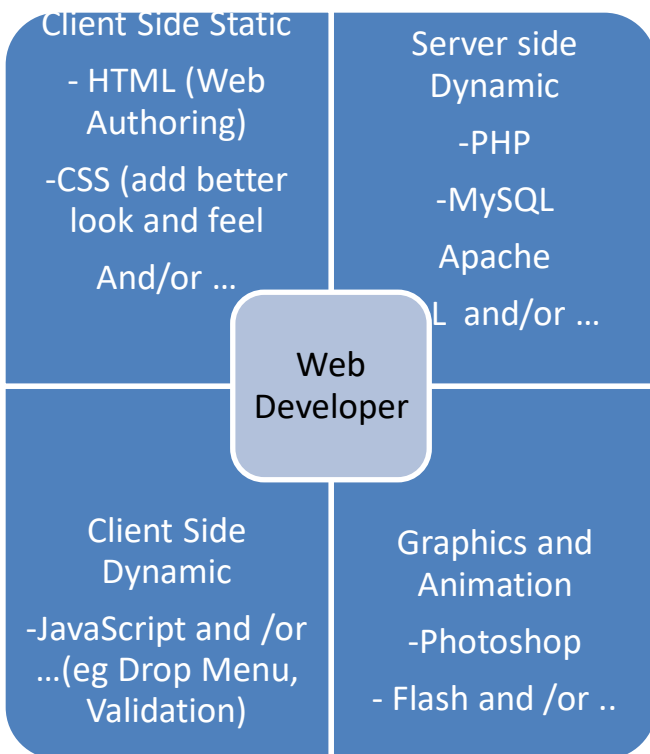 Client Side Static
- HTML (Web
Authoring)
-CSS (add better
look and feel
And/or …
Server side
Dynamic
-PHP
-MySQL
Apache
and/or …
Web
Developer
Client Side
Dynamic
-JavaScript and /or
…(eg Drop Menu,
Validation)
Graphics and
Animation
-Photoshop
- Flash and /or ..